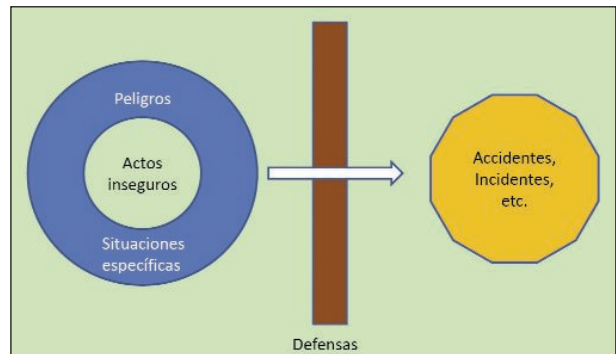 Peligros
Actos
inseguros
Situaciones
específicas
Accidentes,
Incidentes,
etc.
Defensas